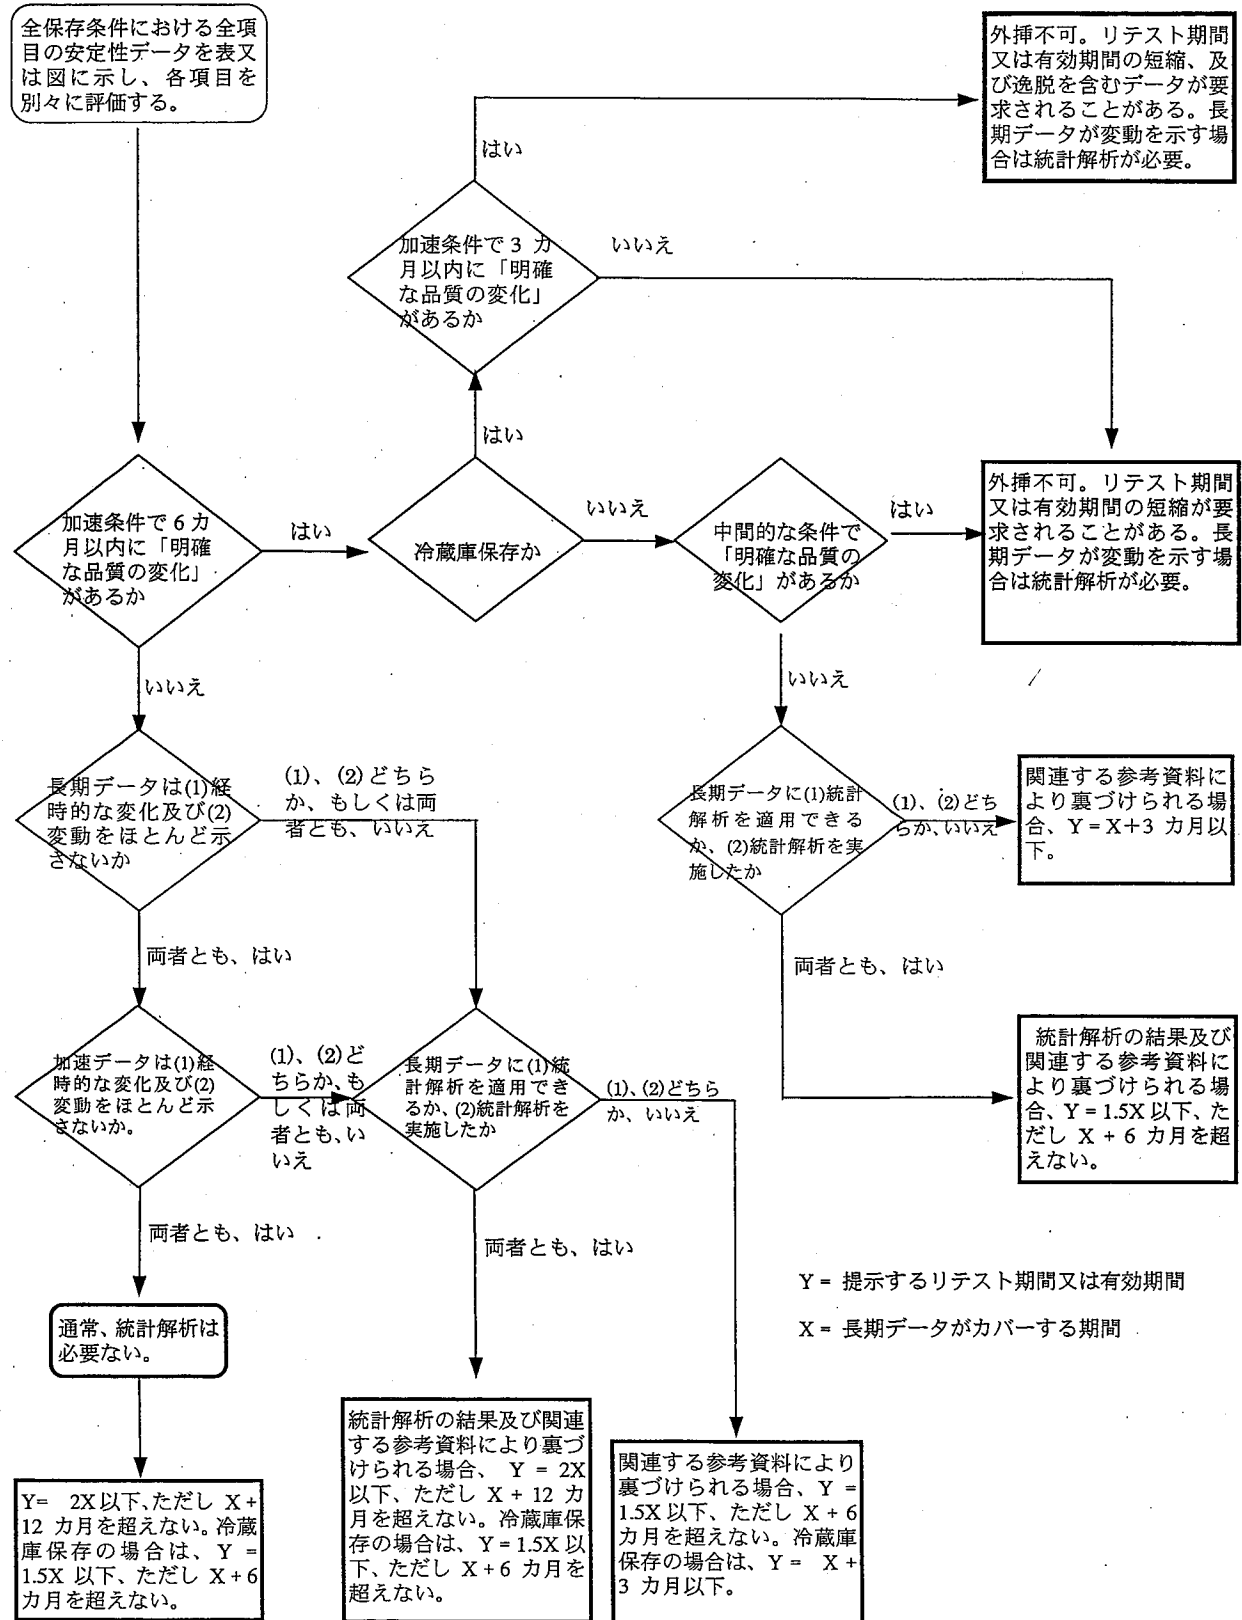 全保存条件における全項
目の安定性データを表又
は図に示し、各項目を
別々に評価する。
外挿不可。リテスト期間
又は有効期間の短縮、及
び逸脱を含むデータが要
求されることがある。長
期データが変動を示す場
合は統計解析が必要。
はい
加速条件で 3 カ
月以内に「明確
な品質の変化」
があるか
いいえ
はい
加速条件で 6 カ
月以内に「明確
な品質の変化」
があるか
はい
冷蔵庫保存か
いいえ
中間的な条件で
「明確な品質の
変化」があるか
はい
外挿不可。リテスト期間
又は有効期間の短縮が要
求されることがある。長
期データが変動を示す場
合は統計解析が必要。
いいえ
いいえ
長期データは(1)経
時的な変化及び(2)
変動をほとんど示
さないか
(1)、(2)どちら
か、もしくは両
者とも、いいえ
長期データに(1)統計
解析を適用できる
か、(2)統計解析を実
施したか
(1)、(2)どち
らか、いいえ
関連する参考資料に
より裏づけられる場
合、Y = X＋3 カ月以
下。
両者とも、はい
両者とも、はい
加速データは(1)経
時的な変化及び(2)
変動をほとんど示
さないか。
(1)、(2)ど
ちらか、も
しくは両
者とも、い
いえ
長期データに(1)統
計解析を適用でき
るか、(2)統計解析を
実施したか
(1)、(2)どちら
か、いいえ
統計解析の結果及び
関連する参考資料に
より裏づけられる場
合、Y = 1.5X 以下、た
だし X + 6 カ月を超
えない。
両者とも、はい
両者とも、はい
Y = 提示するリテスト期間又は有効期間
X = 長期データがカバーする期間
通常、統計解析は
必要ない。
Y= 2X 以下、ただし X +
12 カ月を超えない。冷蔵
庫保存の場合は、Y =
1.5X 以下、ただし X + 6
カ月を超えない。
統計解析の結果及び関連
する参考資料により裏づ
けられる場合、 Y = 2X
以下、ただし X + 12 カ
月を超えない。冷蔵庫保
存の場合は、Y = 1.5X 以
下、ただし X + 6 カ月を
超えない。
関連する参考資料により
裏づけられる場合、Y =
1.5X 以下、ただし X + 6
カ月を超えない。冷蔵庫
保存の場合は、Y = X +
3 カ月以下。